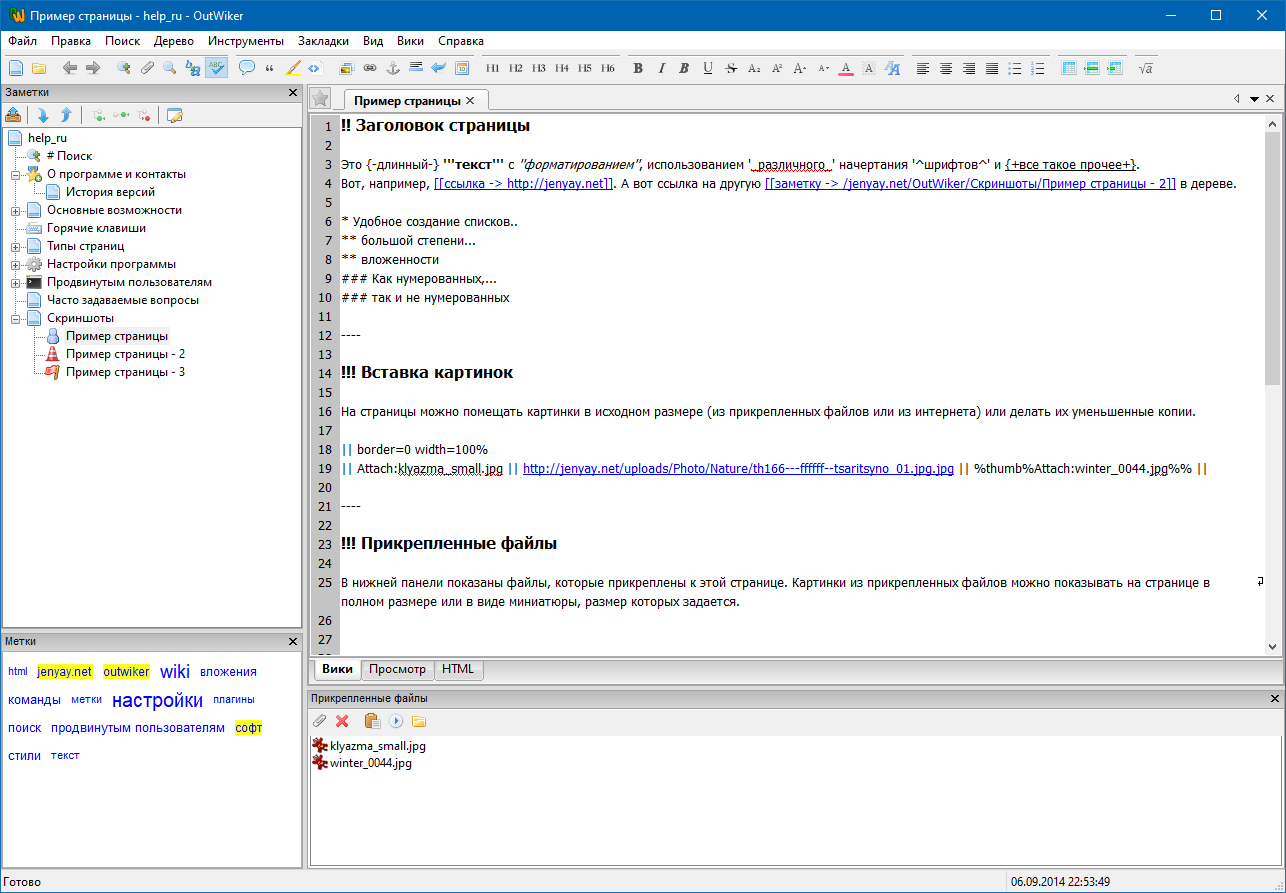 Пример страницы - help_ru - OutWiker
Файл Правка Поиск Дерево Инструменты Закладки Вид Вики Справка
H1 H2 H3 H4 H5 H6 B I B U S A₂ A² A⁺ A⁻ A A √a
Заметки
help_ru
# Поиск
О программе и контакты
История версий
Основные возможности
Горячие клавиши
Типы страниц
Настройки программы
Продвинутым пользователям
Часто задаваемые вопросы
Скриншоты
Пример страницы
Пример страницы - 2
Пример страницы - 3
Метки
html jenyay.net outwiker wiki вложения
команды метки настройки плагины
поиск продвинутым пользователям софт
стили текст
Пример страницы
1 !! Заголовок страницы
2
3 Это {-длинный-} '''текст''' с ''форматированием'', использованием '_различного_' начертания '^шрифтов^' и {+все такое прочее+}.
4 Вот, например, [[ссылка -> http://jenyay.net]]. А вот ссылка на другую [[заметку -> /jenyay.net/OutWiker/Скриншоты/Пример страницы - 2]] в дереве.
5
6 * Удобное создание списков..
7 ** большой степени...
8 ** вложенности
9 ### Как нумерованных,...
10 ### так и не нумерованных
11
12 ----
13
14 !!! Вставка картинок
15
16 На страницы можно помещать картинки в исходном размере (из прикрепленных файлов или из интернета) или делать их уменьшенные копии.
17
18 || border=0 width=100%
19 || Attach:klyazma_small.jpg || http://jenyay.net/uploads/Photo/Nature/th166---ffffff--tsaritsyno_01.jpg.jpg || %thumb%Attach:winter_0044.jpg%% ||
20
21 ----
22
23 !!! Прикрепленные файлы
24
25 В нижней панели показаны файлы, которые прикреплены к этой странице. Картинки из прикрепленных файлов можно показывать на странице в
полном размере или в виде миниатюры, размер которых задается.
26
27
Вики Просмотр HTML
Прикрепленные файлы
klyazma_small.jpg
winter_0044.jpg
Готово
06.09.2014 22:53:49